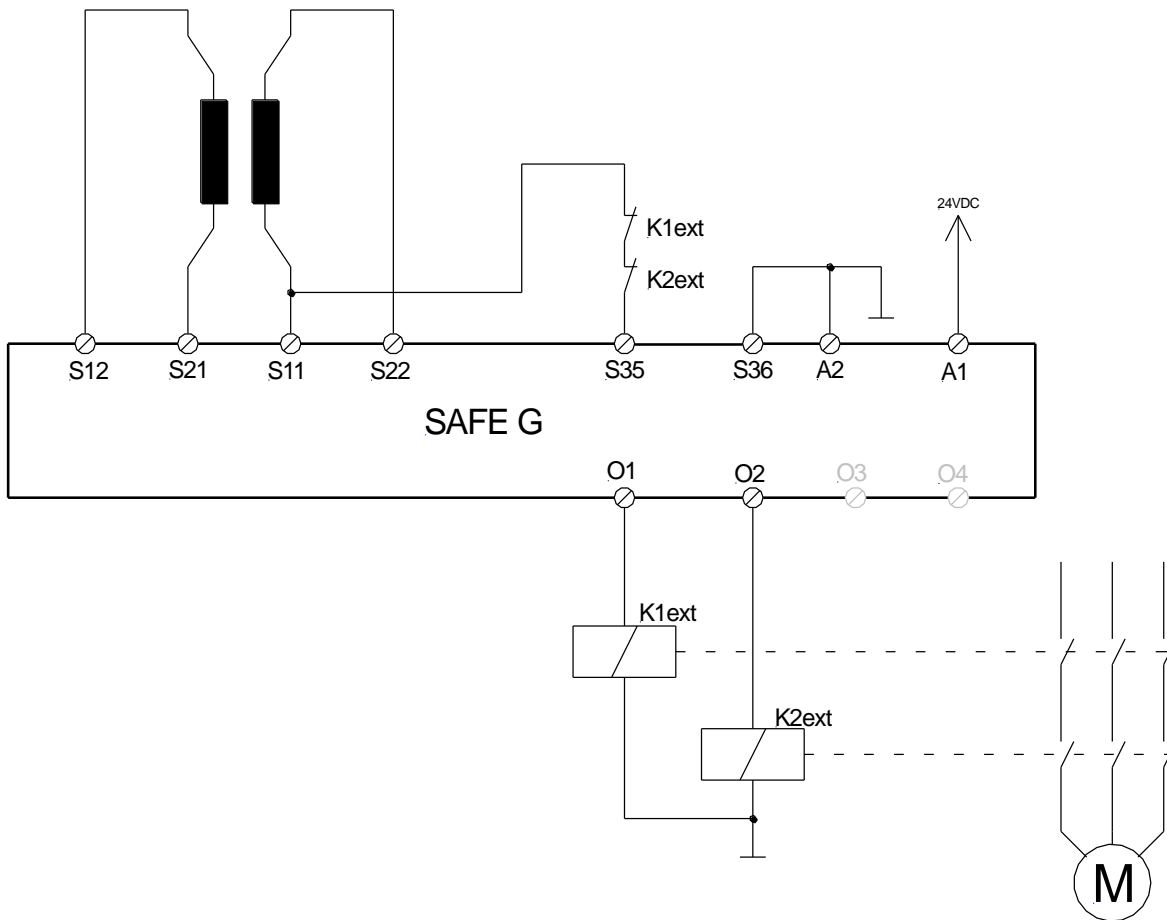 24VDC
K1ext
K2ext
S12 S21 S11 S22 S35 S36 A2 A1
SAFE G
O1 O2 O3 O4
K1ext
K2ext
M